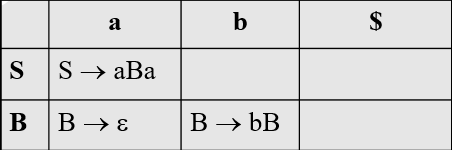 a b $
S S → aBa
B B → ε B → bB